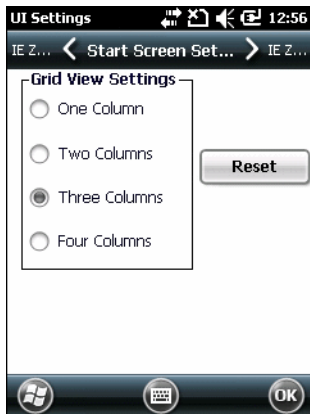 UI Settings 12:56
IE Z... Start Screen Set... IE Z...
Grid View Settings
One Column
Two Columns
Three Columns
Four Columns
Reset
OK